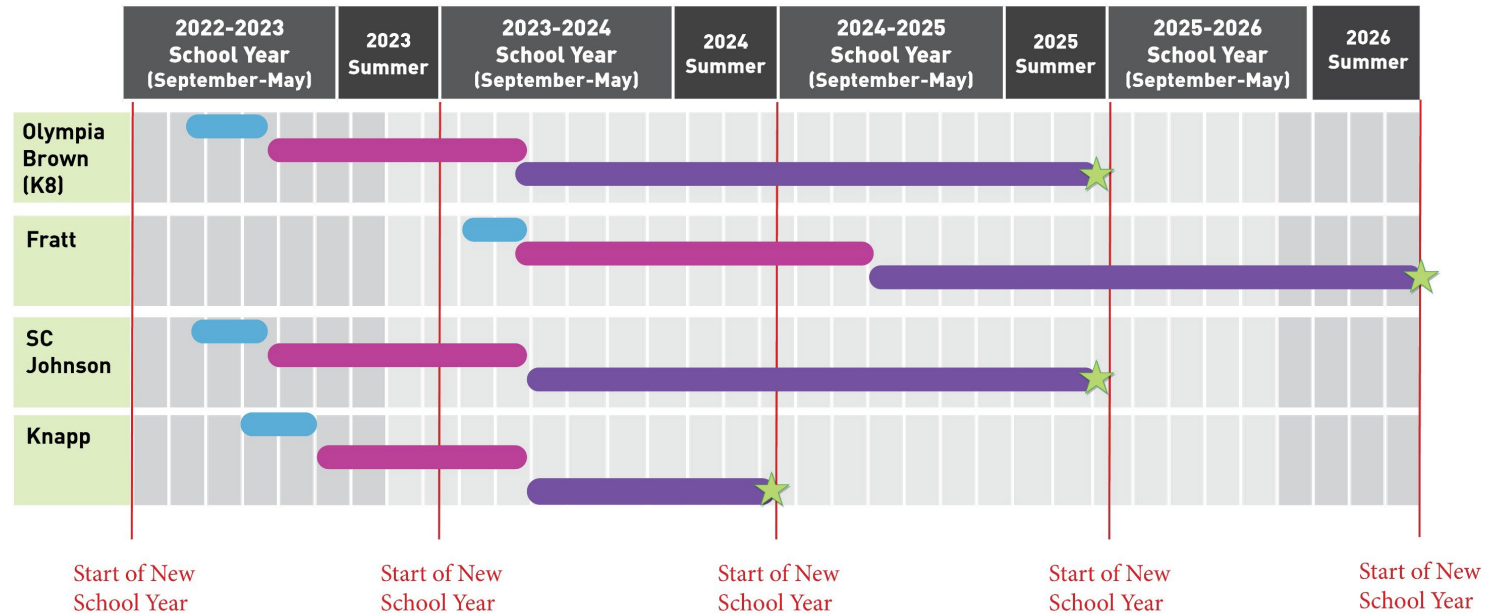 2022-2023
School Year
(September-May)
2023
Summer
2023-2024
School Year
(September-May)
2024
Summer
2024-2025
School Year
(September-May)
2025
Summer
2025-2026
School Year
(September-May)
2026
Summer
Olympia
Brown
(K8)
Fratt
SC
Johnson
Knapp
Start of New
School Year
Start of New
School Year
Start of New
School Year
Start of New
School Year
Start of New
School Year